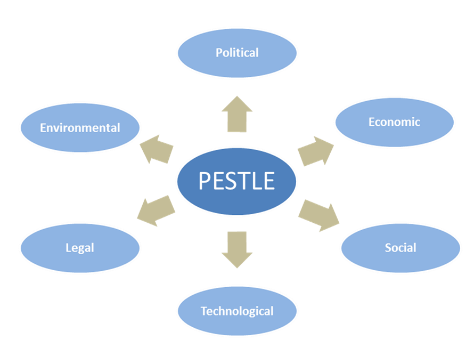 Political
Environmental
Economic
PESTLE
Legal
Social
Technological